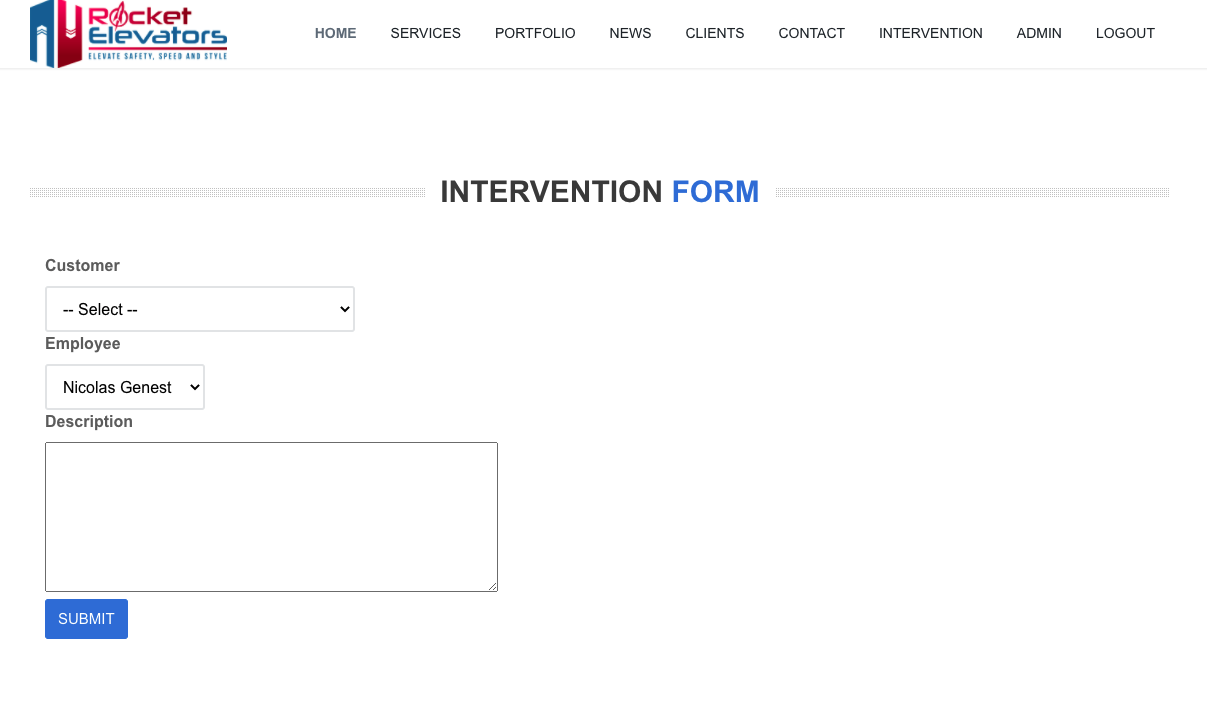 Rocket
Elevators
ELEVATE SAFETY, SPEED AND STYLE
HOME SERVICES PORTFOLIO NEWS CLIENTS CONTACT INTERVENTION ADMIN LOGOUT
INTERVENTION FORM
Customer
-- Select --
Employee
Nicolas Genest
Description
SUBMIT